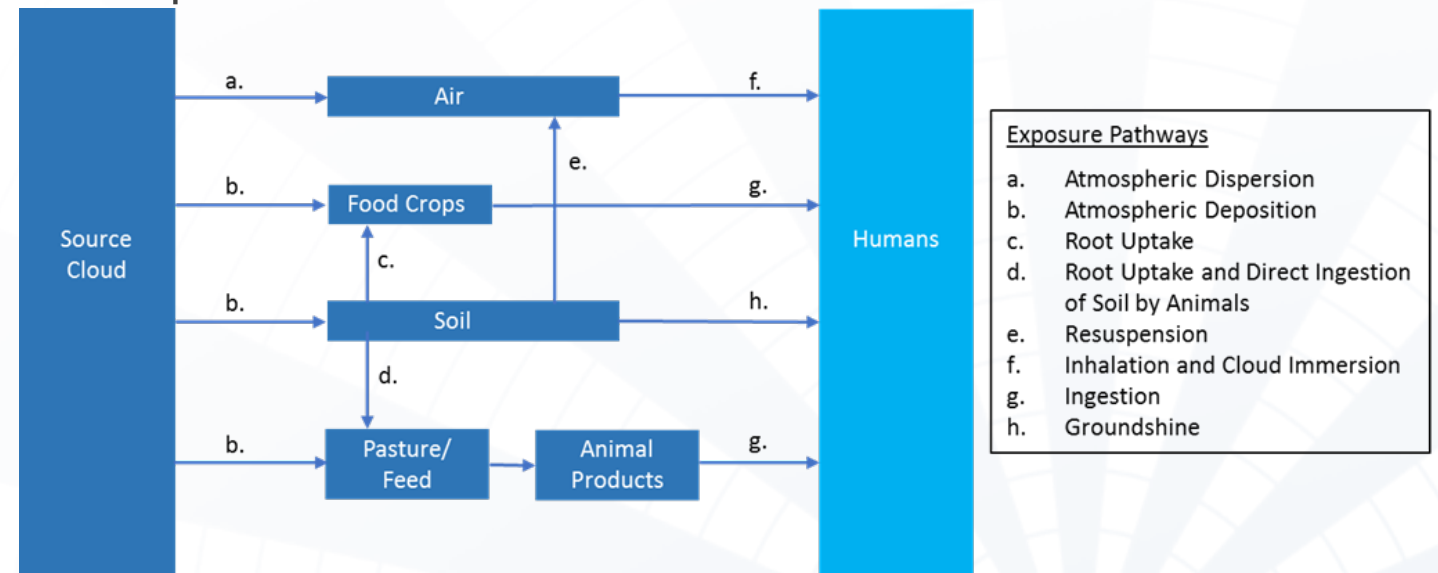 a.
Air
f.
e.
b.
Food Crops
g.
Source
Cloud
Humans
c.
b.
Soil
h.
d.
b.
Pasture/
Feed
Animal
Products
g.
Exposure Pathways
a. Atmospheric Dispersion
b. Atmospheric Deposition
c. Root Uptake
d. Root Uptake and Direct Ingestion
of Soil by Animals
e. Resuspension
f. Inhalation and Cloud Immersion
g. Ingestion
h. Groundshine